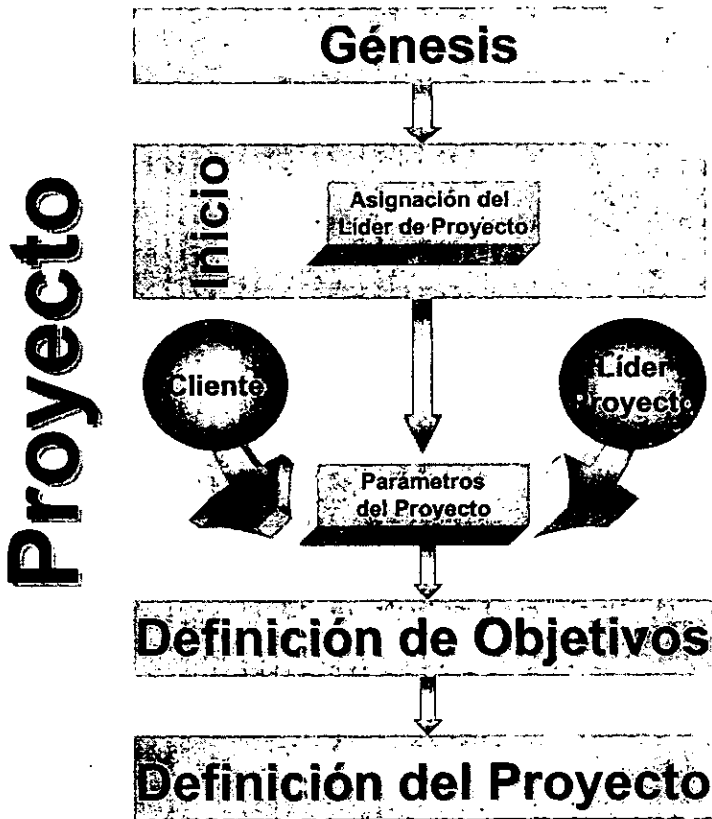 Proyecto
Génesis
Inicio
Asignación del
Líder de Proyecto
Cliente
Líder
Proyecto
Parámetros
del Proyecto
Definición de Objetivos
Definición del Proyecto